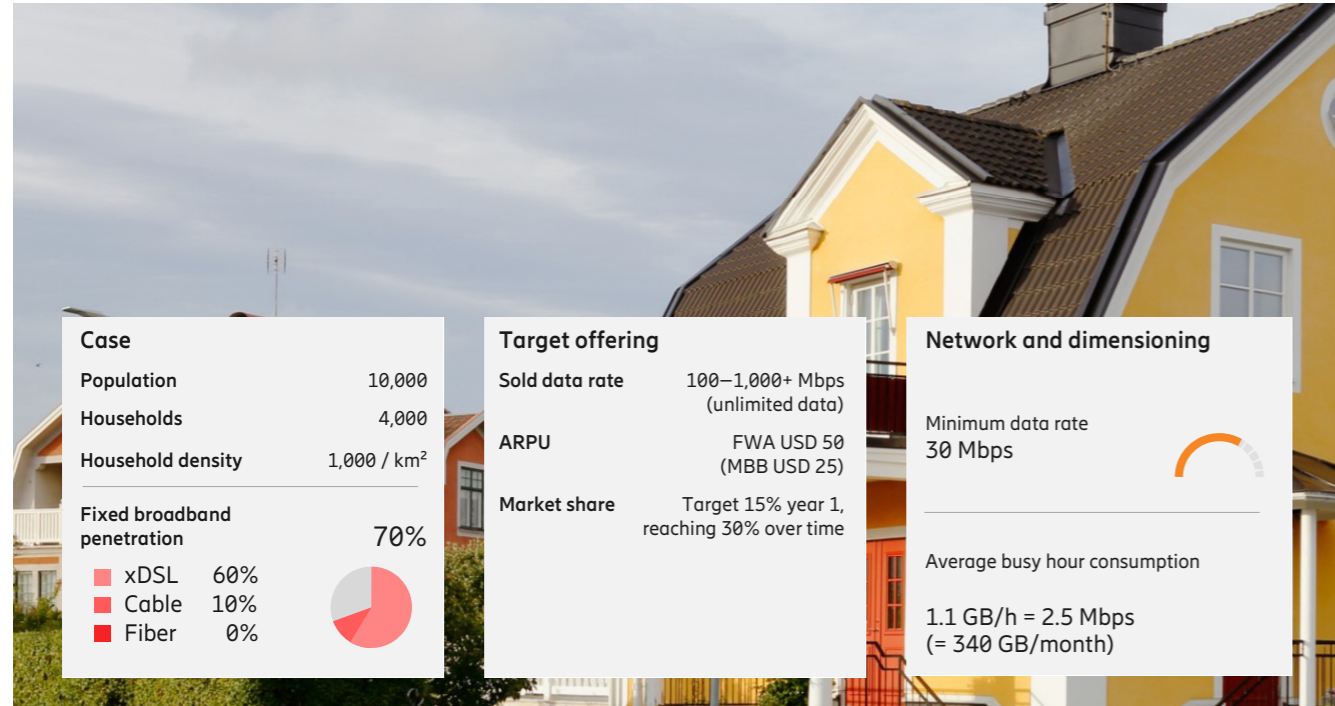 Case
Population 10,000
Households 4,000
Household density 1,000 / km²
Fixed broadband
penetration 70%
xDSL 60%
Cable 10%
Fiber 0%
Target offering
Sold data rate 100–1,000+ Mbps
(unlimited data)
ARPU FWA USD 50
(MBB USD 25)
Market share Target 15% year 1,
reaching 30% over time
Network and dimensioning
Minimum data rate
30 Mbps
Average busy hour consumption
1.1 GB/h = 2.5 Mbps
(= 340 GB/month)